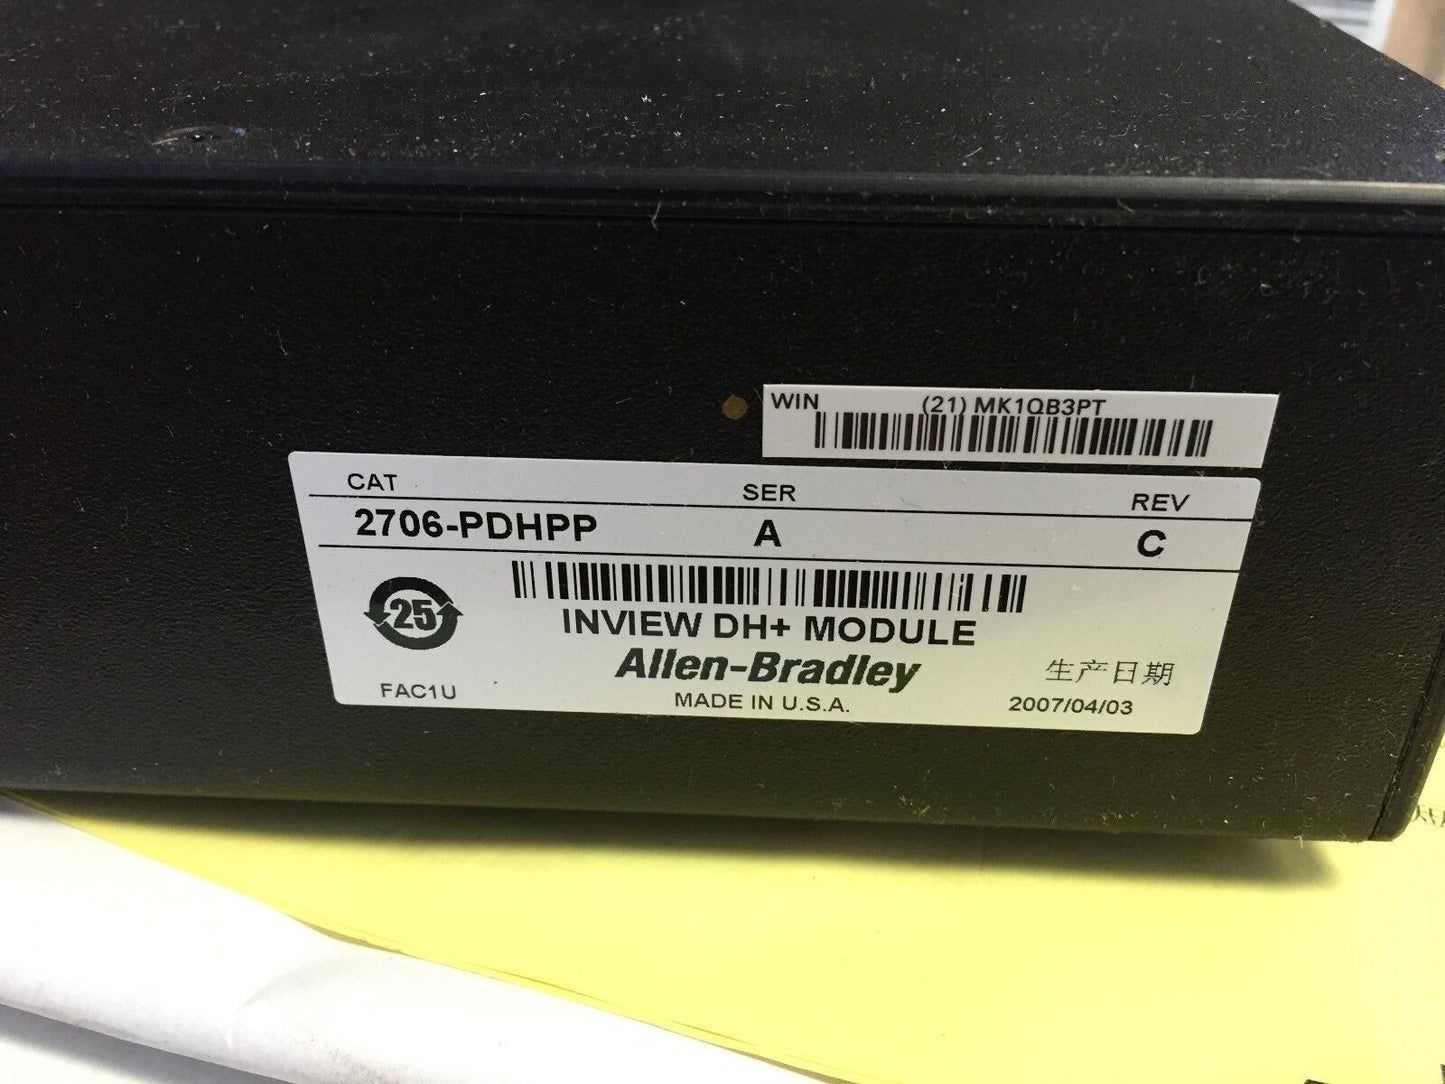 WIN (21) MK1QB3PT
CAT SER REV
2706-PDHPP A C
25
INVIEW DH+ MODULE
Allen-Bradley
生产日期
FAC1U MADE IN U.S.A. 2007/04/03